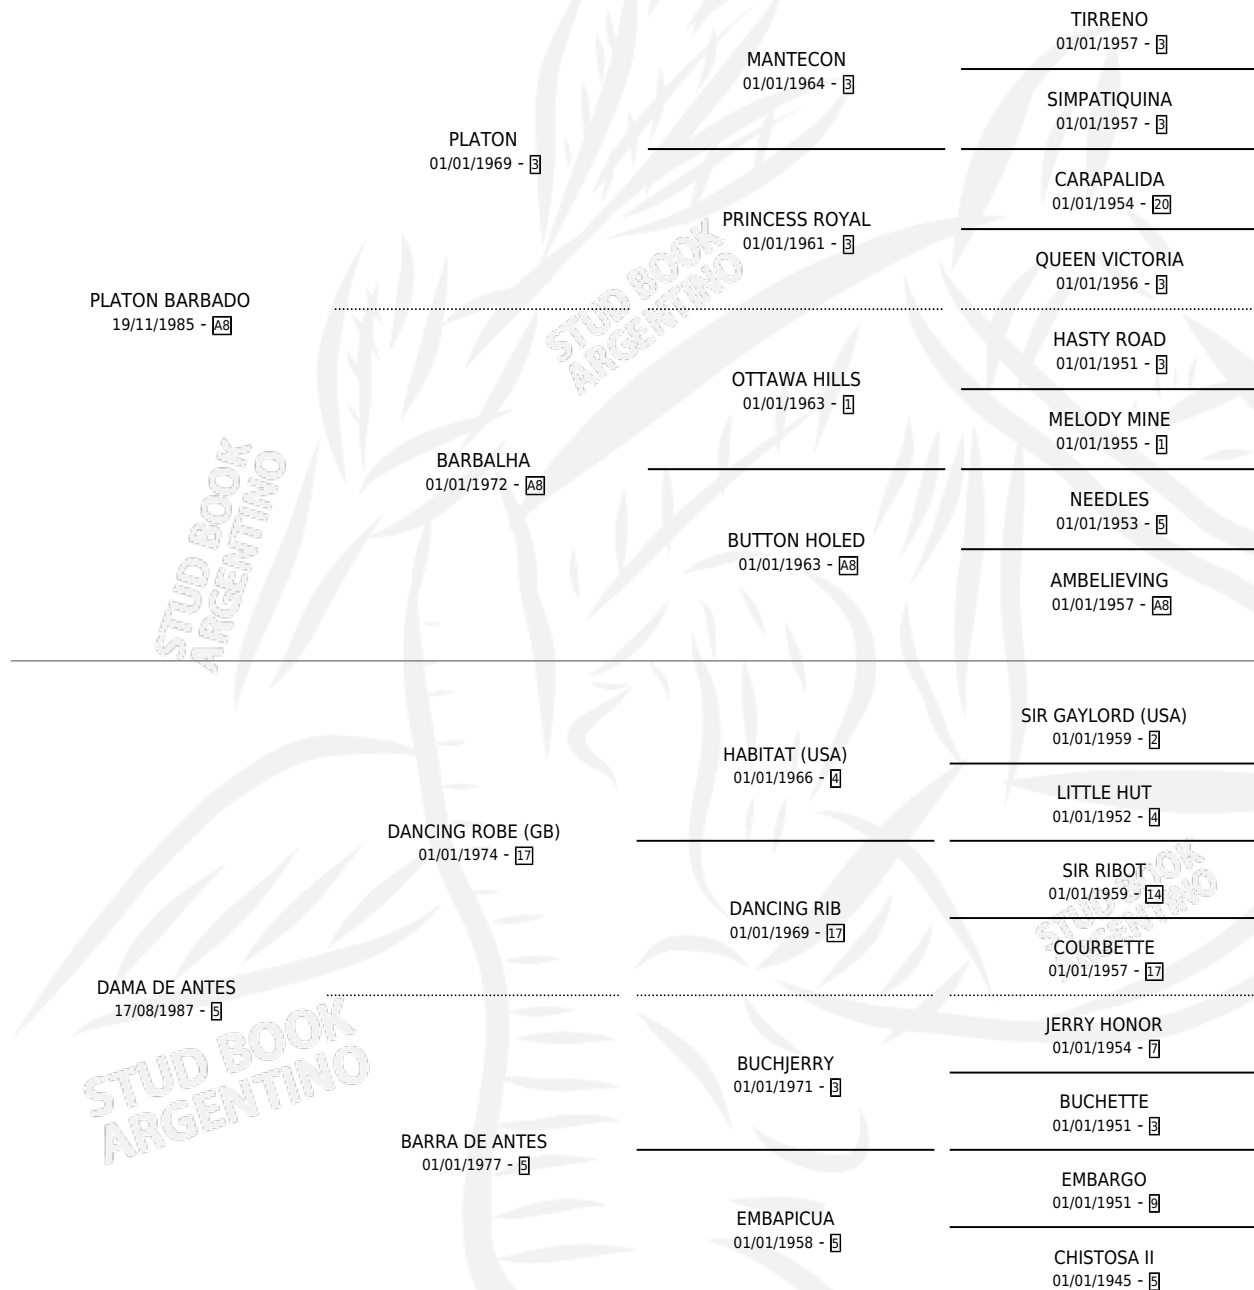 PLATON BARBADO
19/11/1985 - A8
PLATON
01/01/1969 - 3
MANTECON
01/01/1964 - 3
TIRRENO
01/01/1957 - 3
SIMPATIQUINA
01/01/1957 - 3
PRINCESS ROYAL
01/01/1961 - 3
CARAPALIDA
01/01/1954 - 20
QUEEN VICTORIA
01/01/1956 - 3
BARBALHA
01/01/1972 - A8
OTTAWA HILLS
01/01/1963 - 1
HASTY ROAD
01/01/1951 - 3
MELODY MINE
01/01/1955 - 1
BUTTON HOLED
01/01/1963 - A8
NEEDLES
01/01/1953 - 5
AMBELIEVING
01/01/1957 - A8
DAMA DE ANTES
17/08/1987 - 5
DANCING ROBE (GB)
01/01/1974 - 17
HABITAT (USA)
01/01/1966 - 4
SIR GAYLORD (USA)
01/01/1959 - 2
LITTLE HUT
01/01/1952 - 4
DANCING RIB
01/01/1969 - 17
SIR RIBOT
01/01/1959 - 14
COURBETTE
01/01/1957 - 17
BARRA DE ANTES
01/01/1977 - 5
BUCHJERRY
01/01/1971 - 3
JERRY HONOR
01/01/1954 - 7
BUCHETTE
01/01/1951 - 3
EMBAPICUA
01/01/1958 - 5
EMBARGO
01/01/1951 - 9
CHISTOSA II
01/01/1945 - 5
STUD BOOK
ARGENTINO
STUD BOOK
ARGENTINO
STUD BOOK
ARGENTINO
STUD BOOK
ARGENTINO